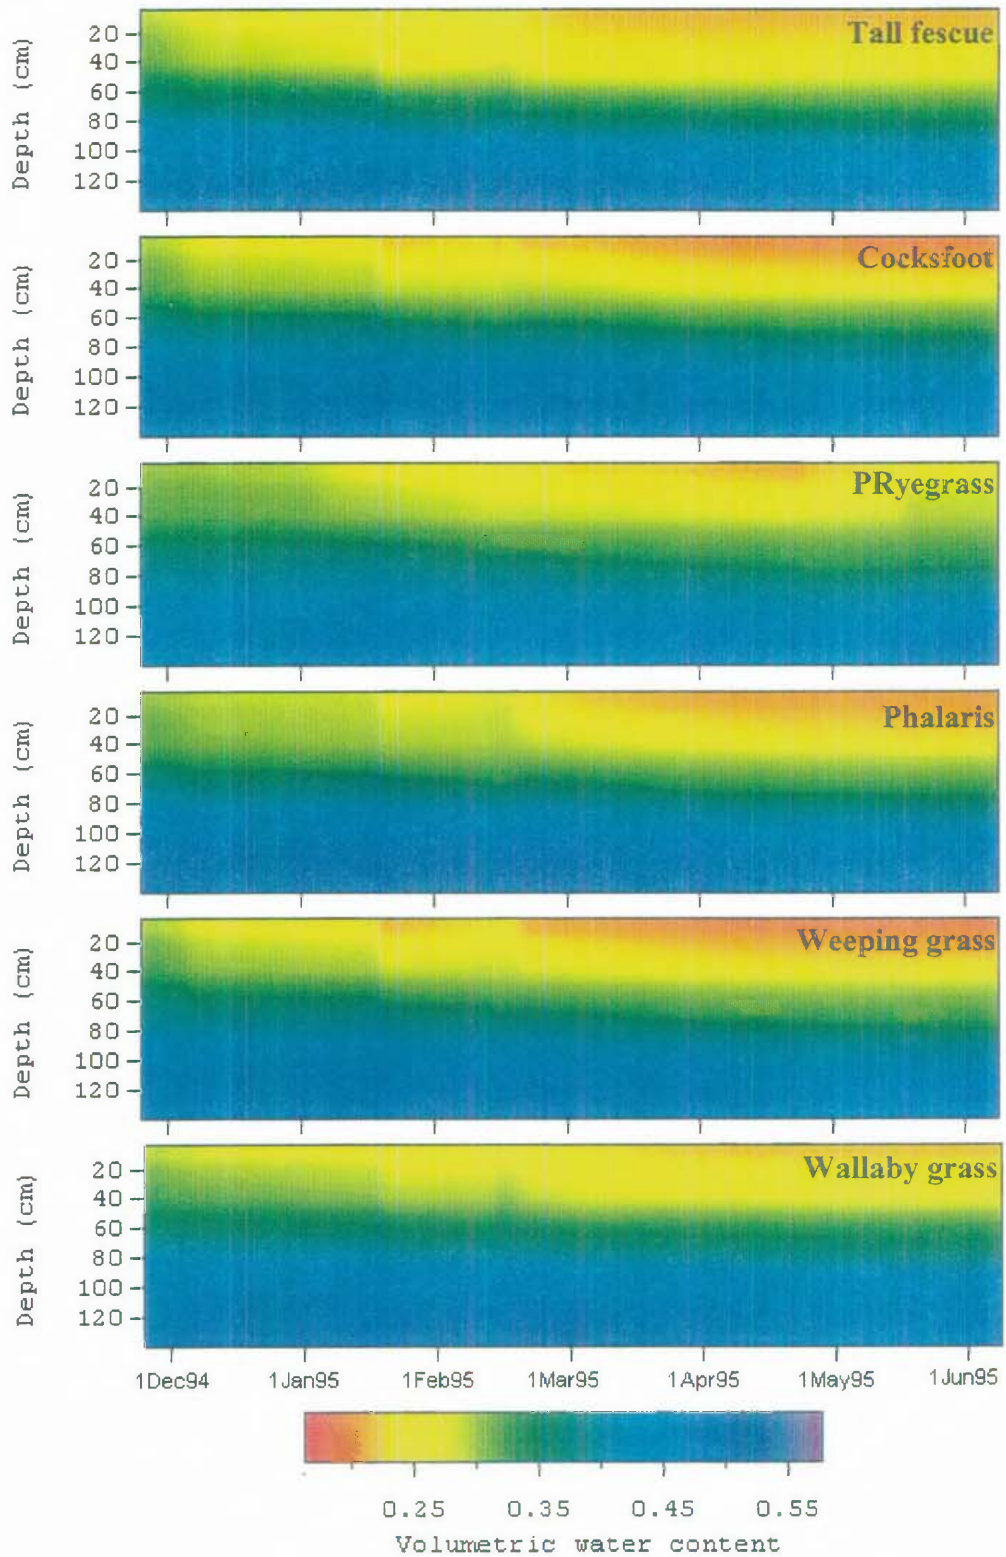 Tall fescue
Depth (cm)
20
40
60
80
100
120
Cocksfoot
Depth (cm)
20
40
60
80
100
120
PRyegrass
Depth (cm)
20
40
60
80
100
120
Phalaris
Depth (cm)
20
40
60
80
100
120
Weeping grass
Depth (cm)
20
40
60
80
100
120
Wallaby grass
Depth (cm)
20
40
60
80
100
120
1Dec94 1Jan95 1Feb95 1Mar95 1Apr95 1May95 1Jun95
0.25 0.35 0.45 0.55
Volumetric water content